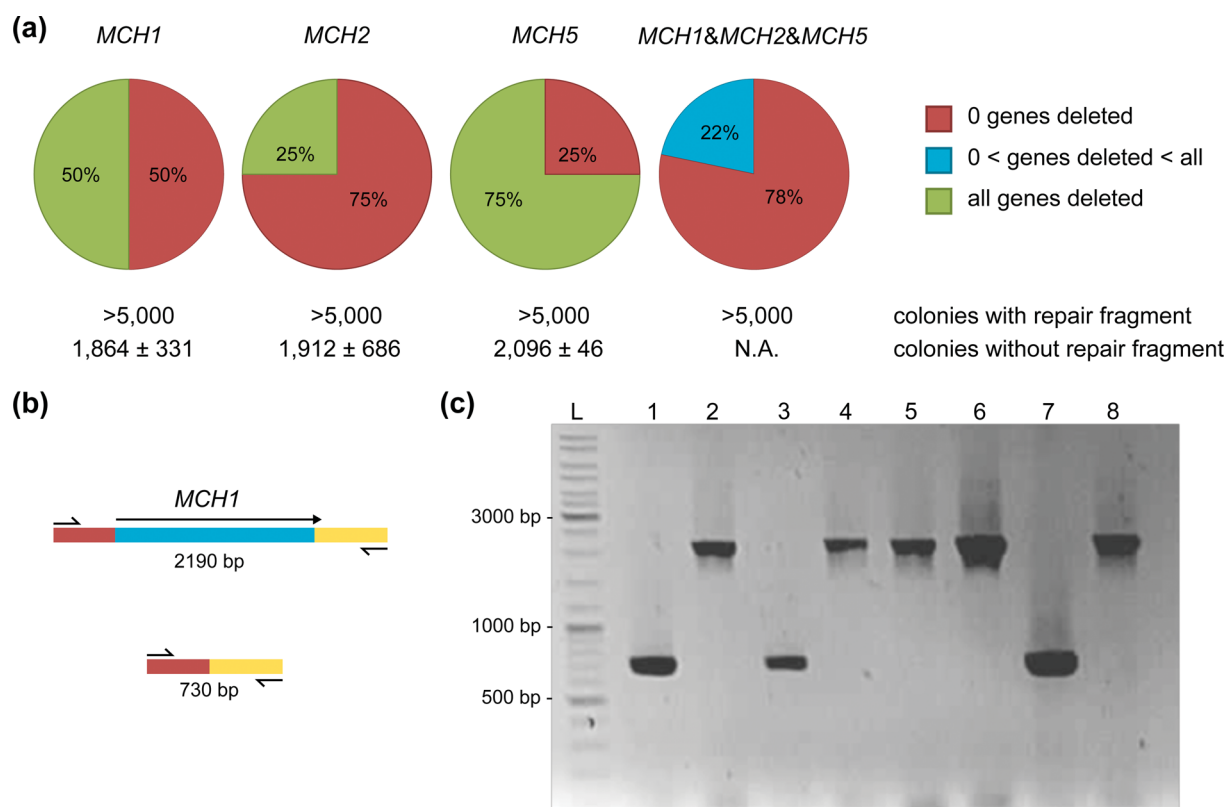 (a)
MCH1 MCH2 MCH5 MCH1&MCH2&MCH5
50% 50% 25% 75% 75% 25% 22% 78%
0 genes deleted
0 < genes deleted < all
all genes deleted
>5,000 >5,000 >5,000 >5,000 colonies with repair fragment
1,864 ± 331 1,912 ± 686 2,096 ± 46 N.A. colonies without repair fragment
(b)
MCH1
2190 bp
730 bp
(c)
L 1 2 3 4 5 6 7 8
3000 bp -
1000 bp -
500 bp -